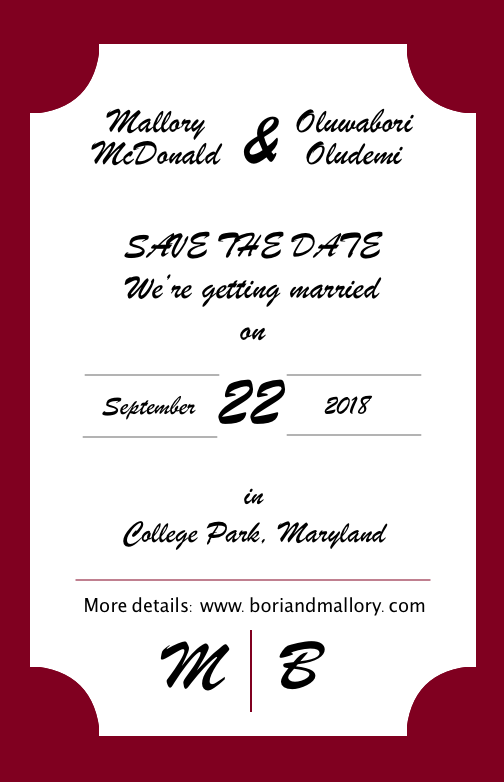 Mallory McDonald & Oluwabori Oludemi
SAVE THE DATE
We're getting married
on
September 22 2018
in
College Park, Maryland
More details: www.boriandmallory.com
M B